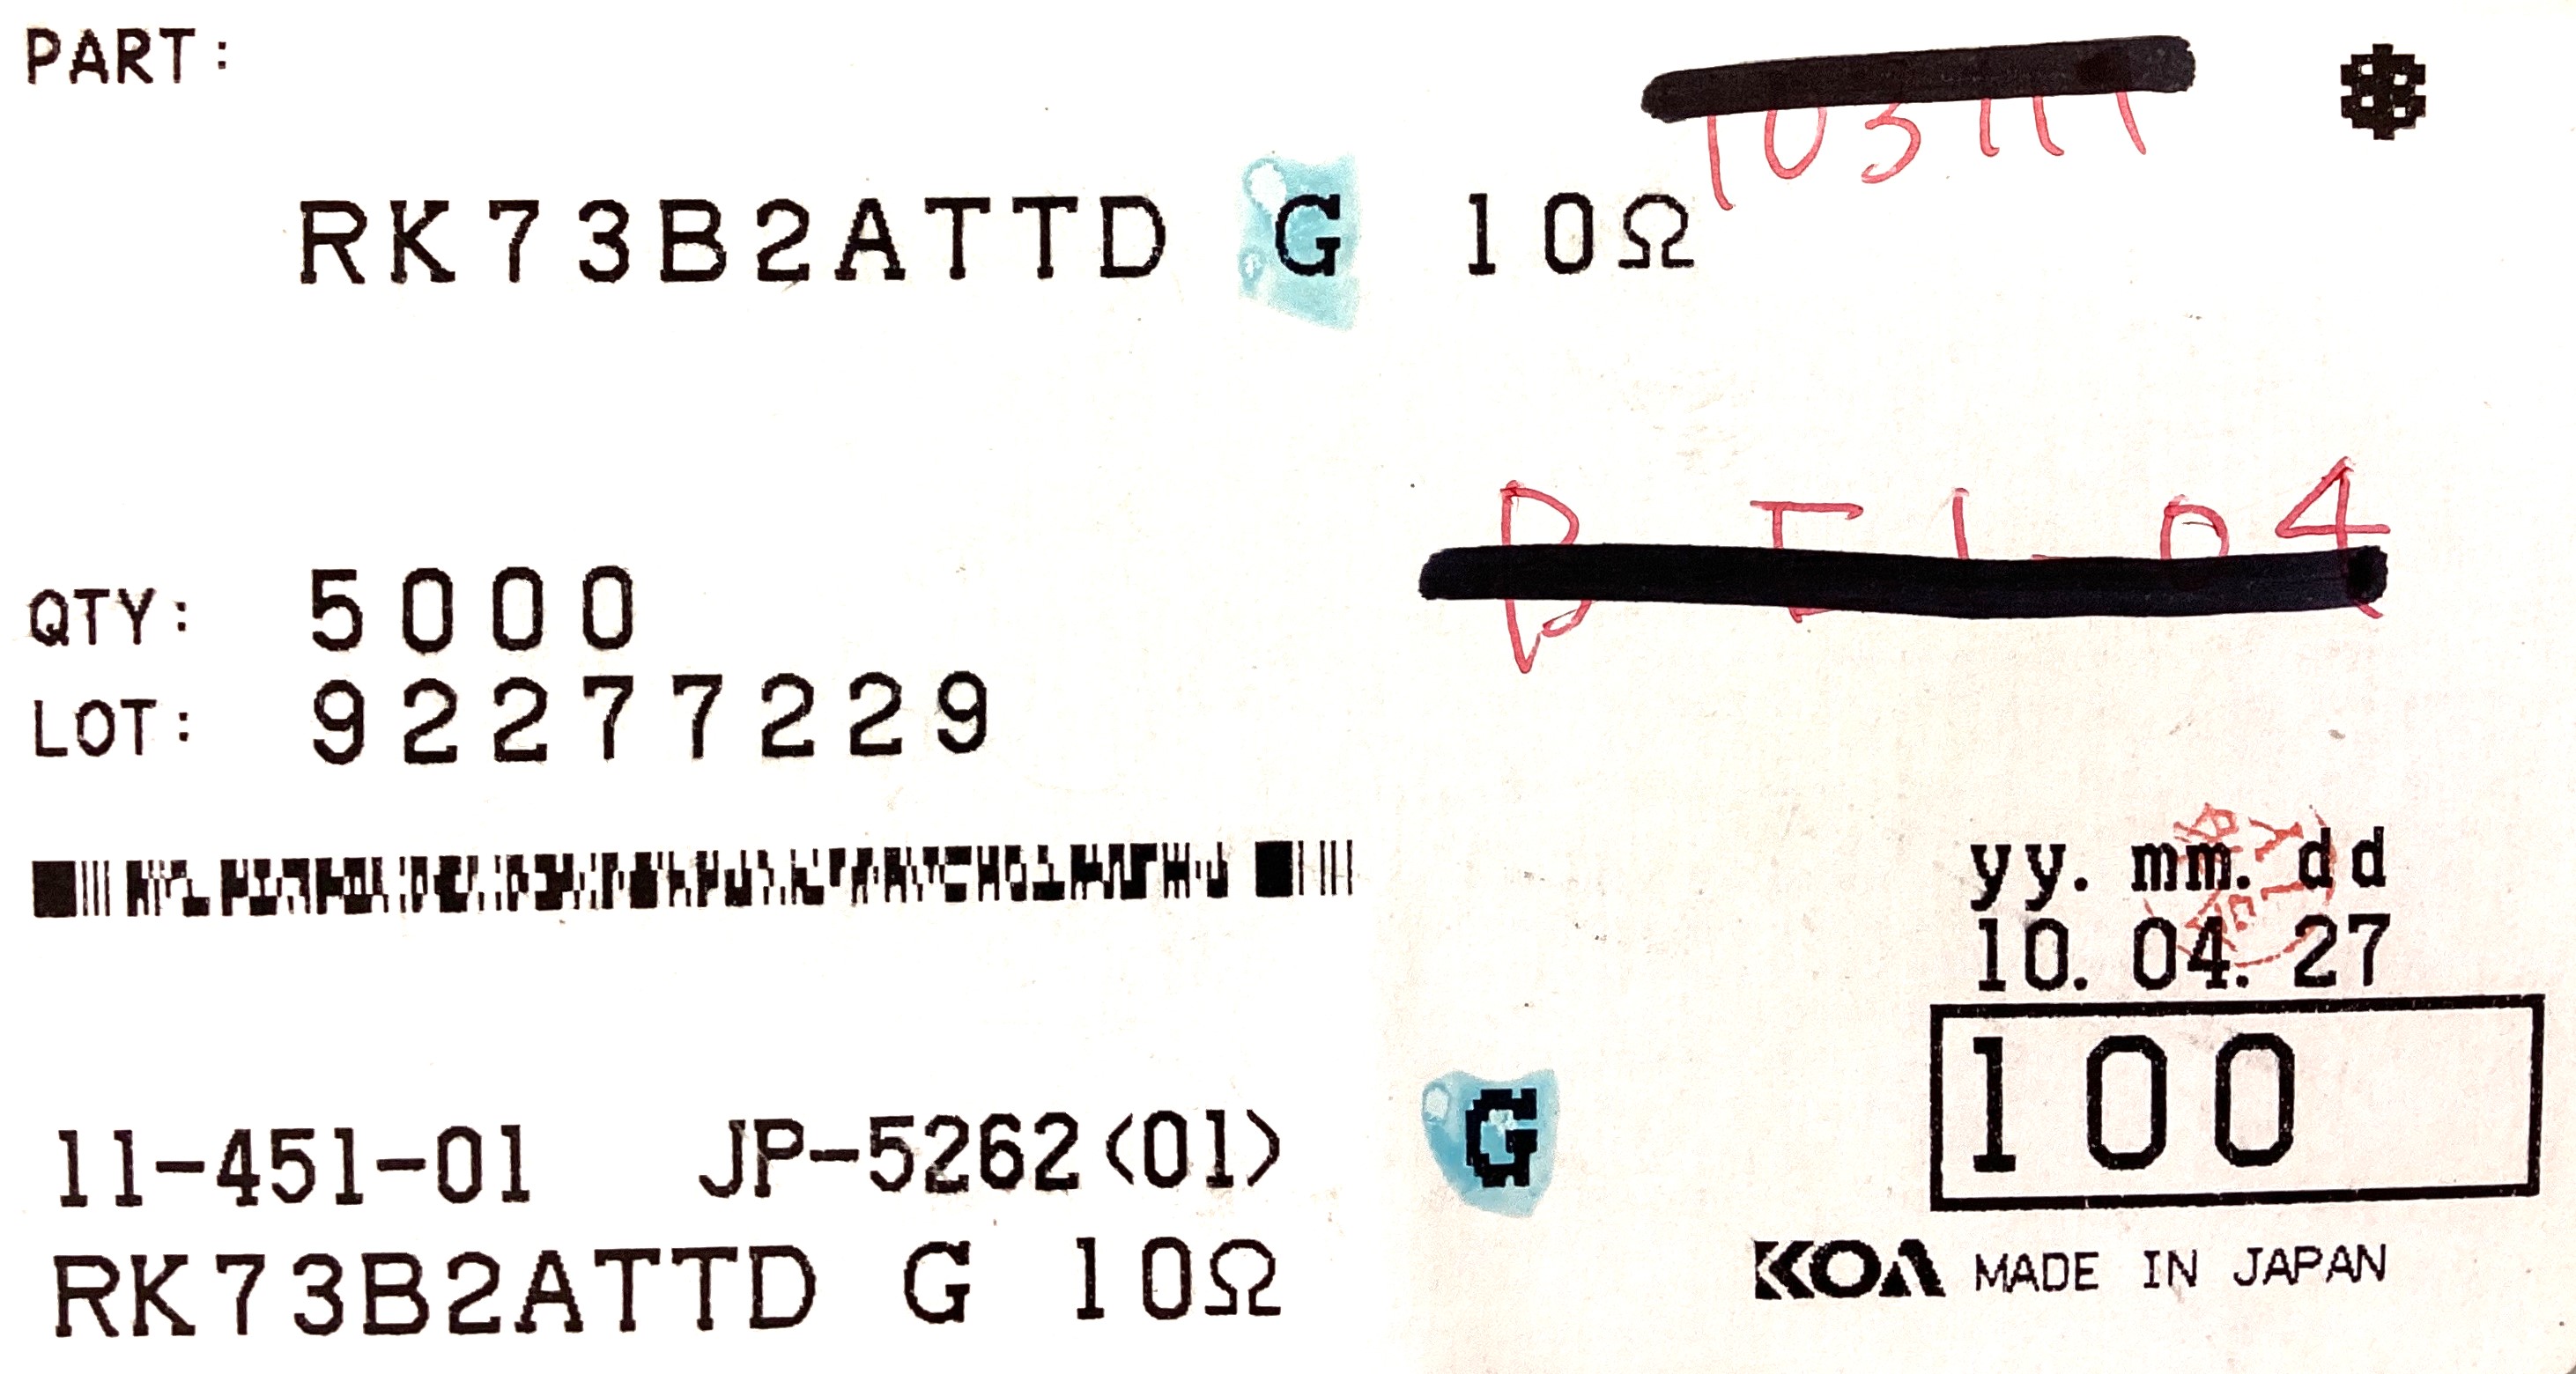 PART:
RK73B2ATTD G 10Ω
QTY: 5000
LOT: 92277229
yy. mm. dd
10. 04. 27
100
11-451-01 JP-5262<01> G
RK73B2ATTD G 10Ω
KOA MADE IN JAPAN